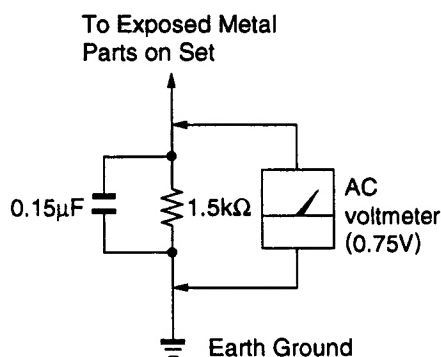 To Exposed Metal
Parts on Set
0.15µF
1.5kΩ
AC
voltmeter
(0.75V)
Earth Ground